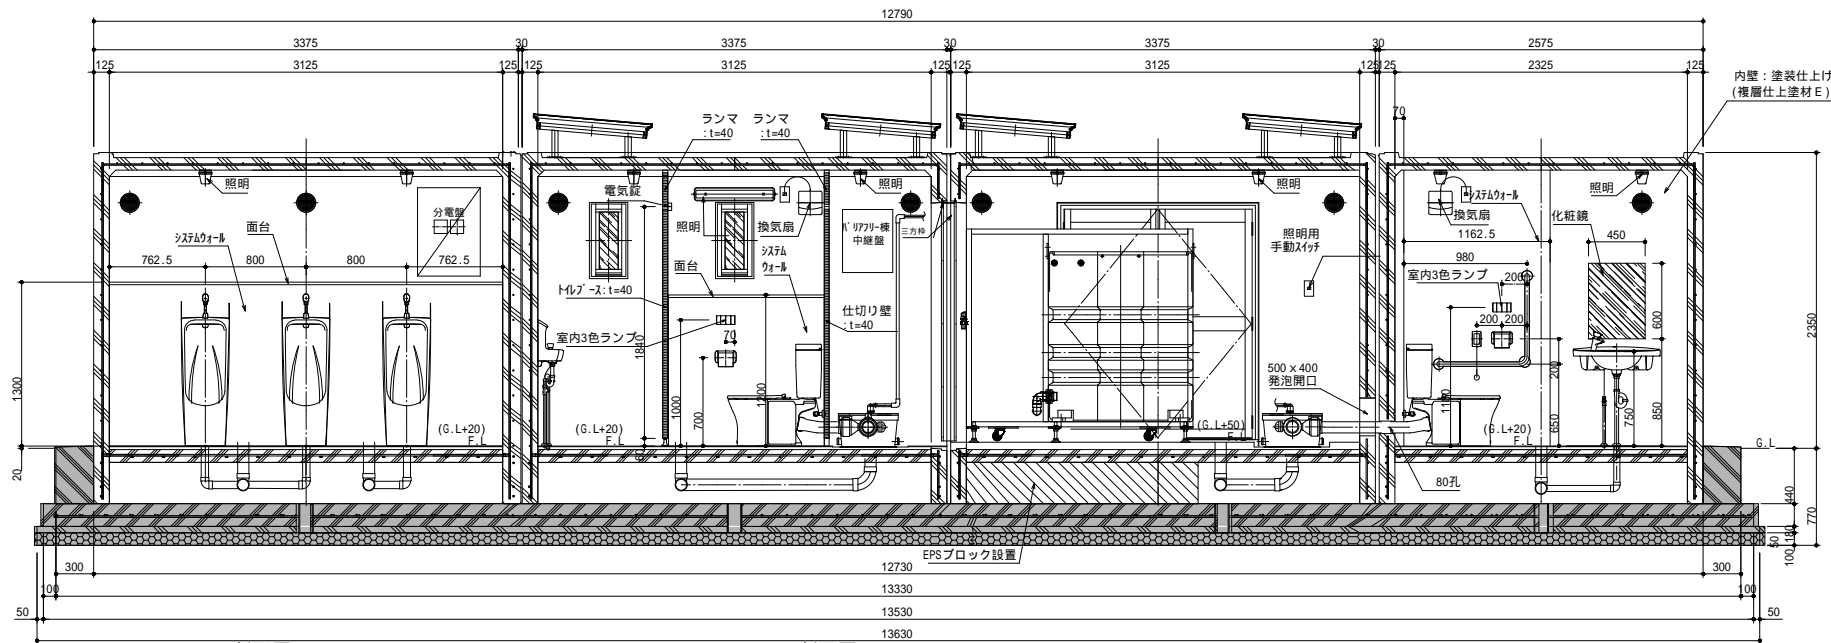 12790
3375 30 3375 30 3375 30 2575
125 3125 125 125 3125 125 125 3125 125 125 2325 125
内壁：塗装仕上げ
(複層仕上塗材E)
70
ランマ
:t=40
ランマ
:t=40
照明
分電盤
電気錠
照明
換気扇
照明
バリアフリー棟
中継盤
三方枠
照明
照明用
手動スイッチ
システムウォール
換気扇
照明
化粧鏡
1162.5
450
980
システムウォール
面台
762.5 800 800 762.5
システム
ウォール
面台
トイレブース:t=40
室内3色ランプ
70
仕切り壁
:t=40
室内3色ランプ
200
200 200
600
2350
1300
1840
1000
700
1200
500×400
発泡開口
1100
200
650
750
850
(G.L+20)
F.L
(G.L+20)
F.L
60
(G.L+50)
F.L
(G.L+20)
F.L
G.L
20
80孔
440
770
180
50
100
EPSブロック設置
300 12730 300
100 13330 100
50 13530 50
13630